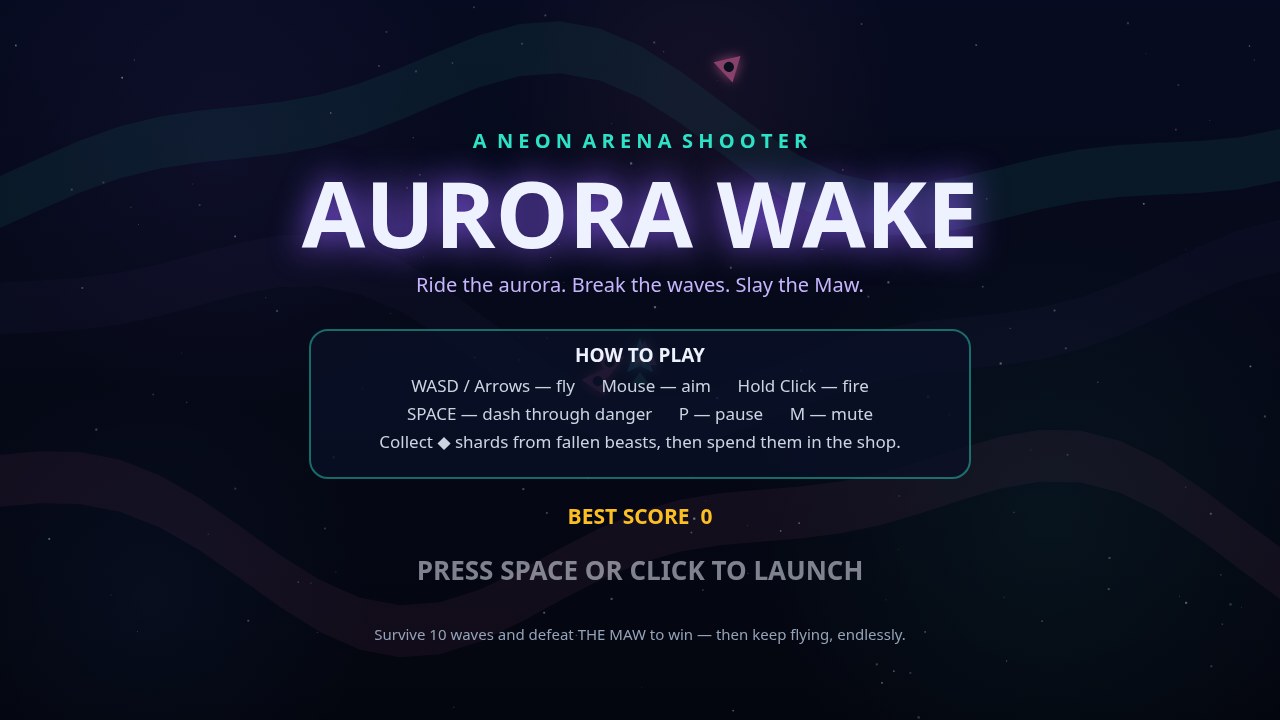 A NEON ARENA SHOOTER
AURORA WAKE
Ride the aurora. Break the waves. Slay the Maw.
HOW TO PLAY
WASD / Arrows — fly Mouse — aim Hold Click — fire
SPACE — dash through danger P — pause M — mute
Collect ◆ shards from fallen beasts, then spend them in the shop.
BEST SCORE · 0
PRESS SPACE OR CLICK TO LAUNCH
Survive 10 waves and defeat THE MAW to win — then keep flying, endlessly.